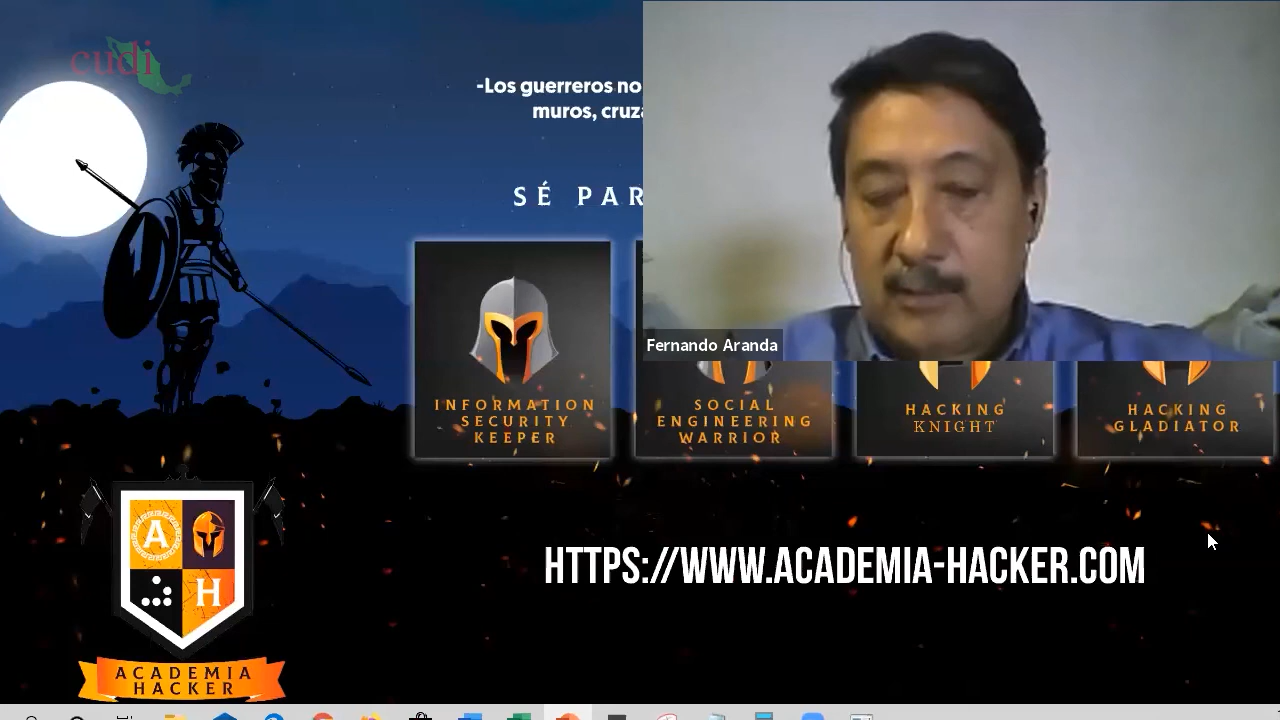 cudi
-Los guerreros no
muros, cruza
SÉ PAR
Fernando Aranda
INFORMATION
SECURITY
KEEPER
SOCIAL
ENGINEERING
WARRIOR
HACKING
KNIGHT
HACKING
GLADIATOR
A
H
HTTPS://WWW.ACADEMIA-HACKER.COM
ACADEMIA
HACKER